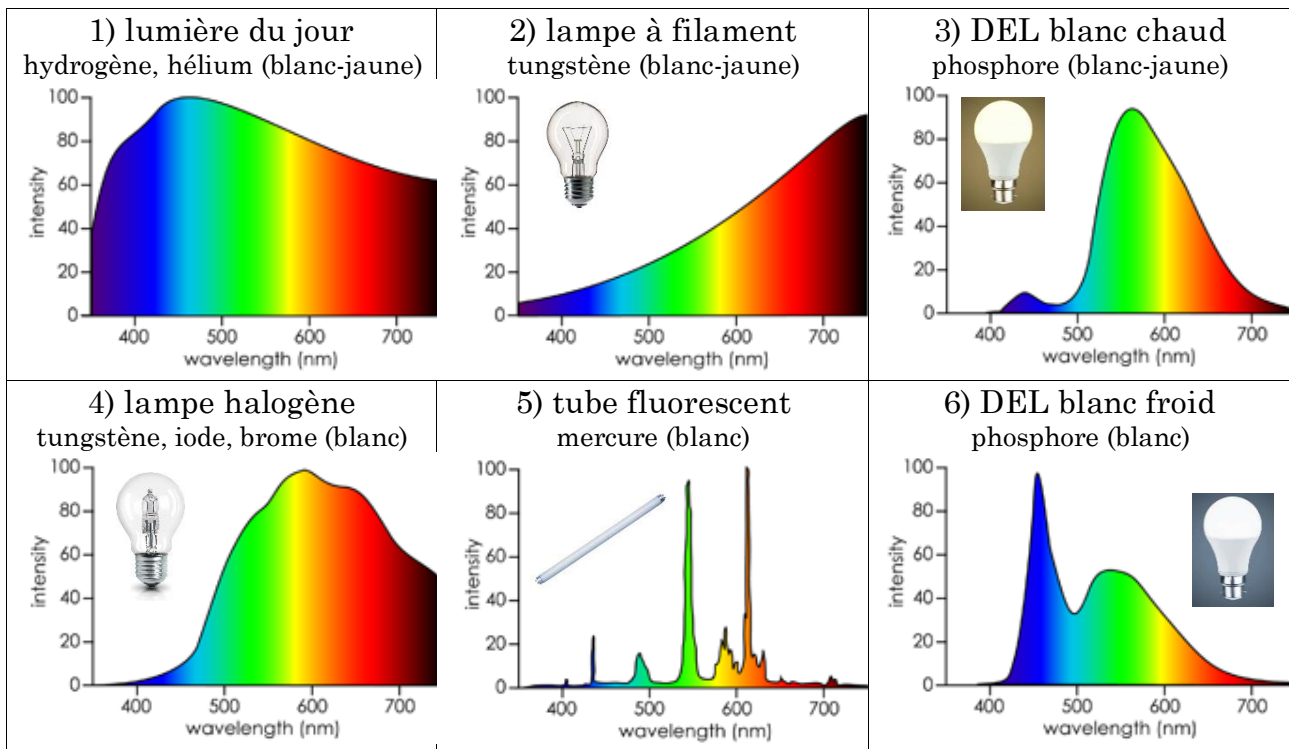 1) lumière du jour
hydrogène, hélium (blanc-jaune)
100
80
60
40
20
0
intensity
400 500 600 700
wavelength (nm)
2) lampe à filament
tungstène (blanc-jaune)
100
80
60
40
20
0
intensity
400 500 600 700
wavelength (nm)
3) DEL blanc chaud
phosphore (blanc-jaune)
100
80
60
40
20
0
intensity
400 500 600 700
wavelength (nm)
4) lampe halogène
tungstène, iode, brome (blanc)
100
80
60
40
20
0
intensity
400 500 600 700
wavelength (nm)
5) tube fluorescent
mercure (blanc)
100
80
60
40
20
0
intensity
400 500 600 700
wavelength (nm)
6) DEL blanc froid
phosphore (blanc)
100
80
60
40
20
0
intensity
400 500 600 700
wavelength (nm)